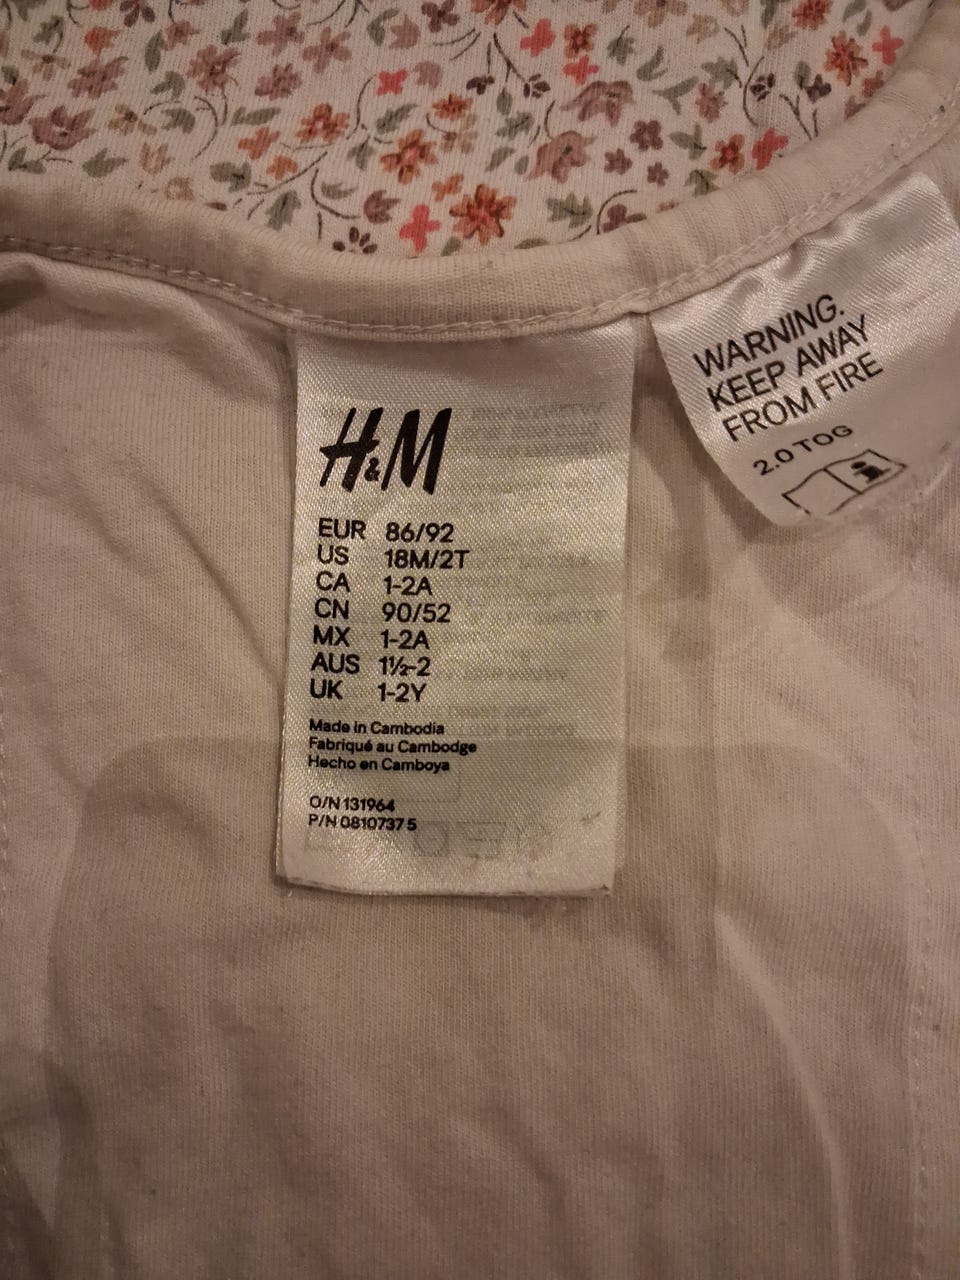 H&M
EUR 86/92
US 18M/2T
CA 1-2A
CN 90/52
MX 1-2A
AUS 1½-2
UK 1-2Y
Made in Cambodia
Fabriqué au Cambodge
Hecho en Camboya
O/N 131964
P/N 0810737 5
WARNING.
KEEP AWAY
FROM FIRE
2.0 TOG